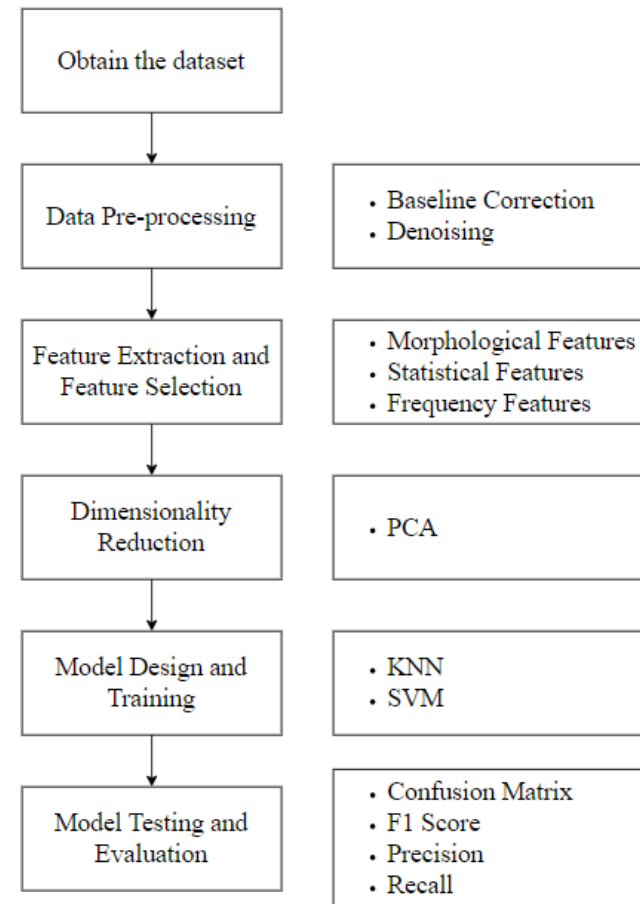 Obtain the dataset
Data Pre-processing
• Baseline Correction
• Denoising
Feature Extraction and
Feature Selection
• Morphological Features
• Statistical Features
• Frequency Features
Dimensionality
Reduction
• PCA
Model Design and
Training
• KNN
• SVM
Model Testing and
Evaluation
• Confusion Matrix
• F1 Score
• Precision
• Recall